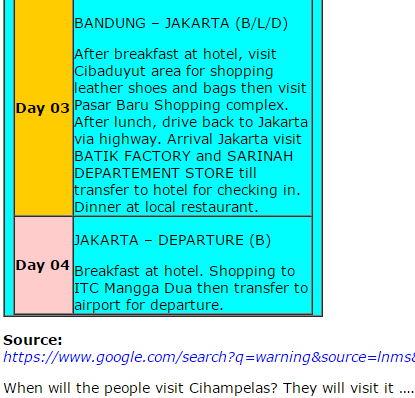 BANDUNG – JAKARTA (B/L/D)
After breakfast at hotel, visit
Cibaduyut area for shopping
leather shoes and bags then visit
Day 03
Pasar Baru Shopping complex.
After lunch, drive back to Jakarta
via highway. Arrival Jakarta visit
BATIK FACTORY and SARINAH
DEPARTEMENT STORE till
transfer to hotel for checking in.
Dinner at local restaurant.
JAKARTA – DEPARTURE (B)
Day 04
Breakfast at hotel. Shopping to
ITC Mangga Dua then transfer to
airport for departure.
Source:
https://www.google.com/search?q=warning&source=lnms&
When will the people visit Cihampelas? They will visit it ....